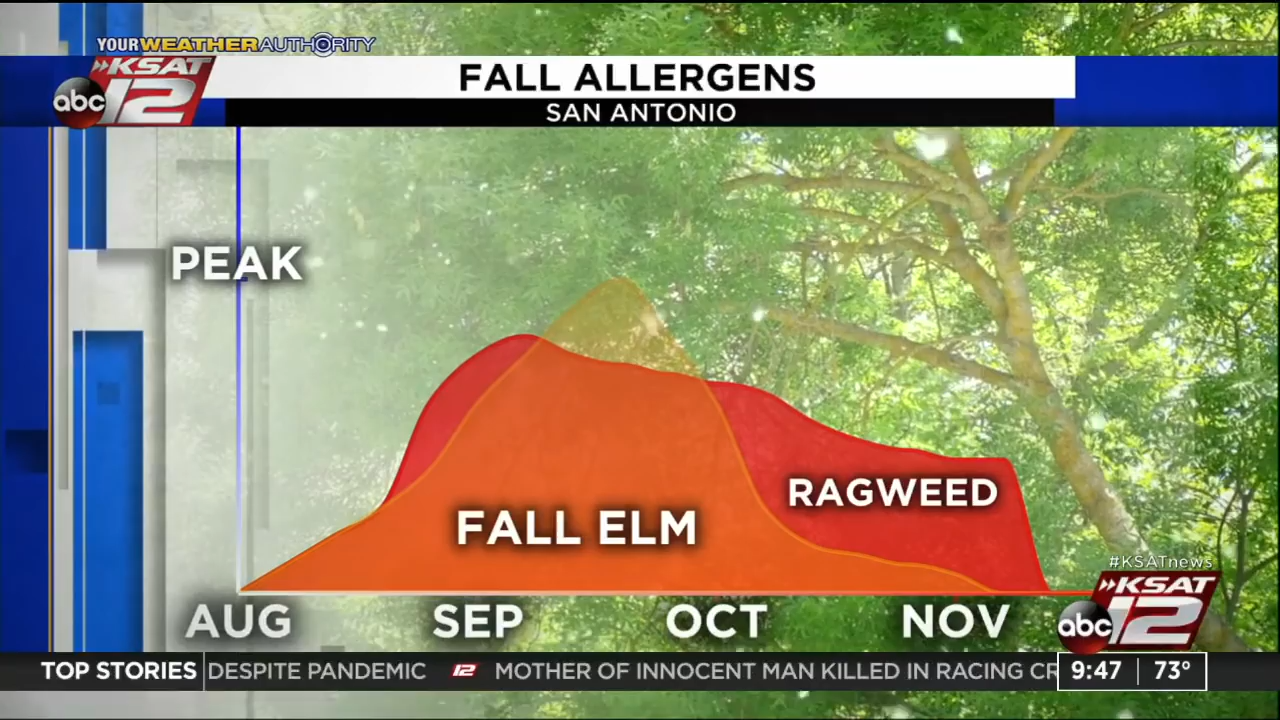 YOUR WEATHER AUTHORITY
KSAT
abc 12
FALL ALLERGENS
SAN ANTONIO
PEAK
RAGWEED
FALL ELM
#KSATnews
AUG SEP OCT NOV
KSAT
abc 12
TOP STORIES DESPITE PANDEMIC 12 MOTHER OF INNOCENT MAN KILLED IN RACING CR 9:47 73°